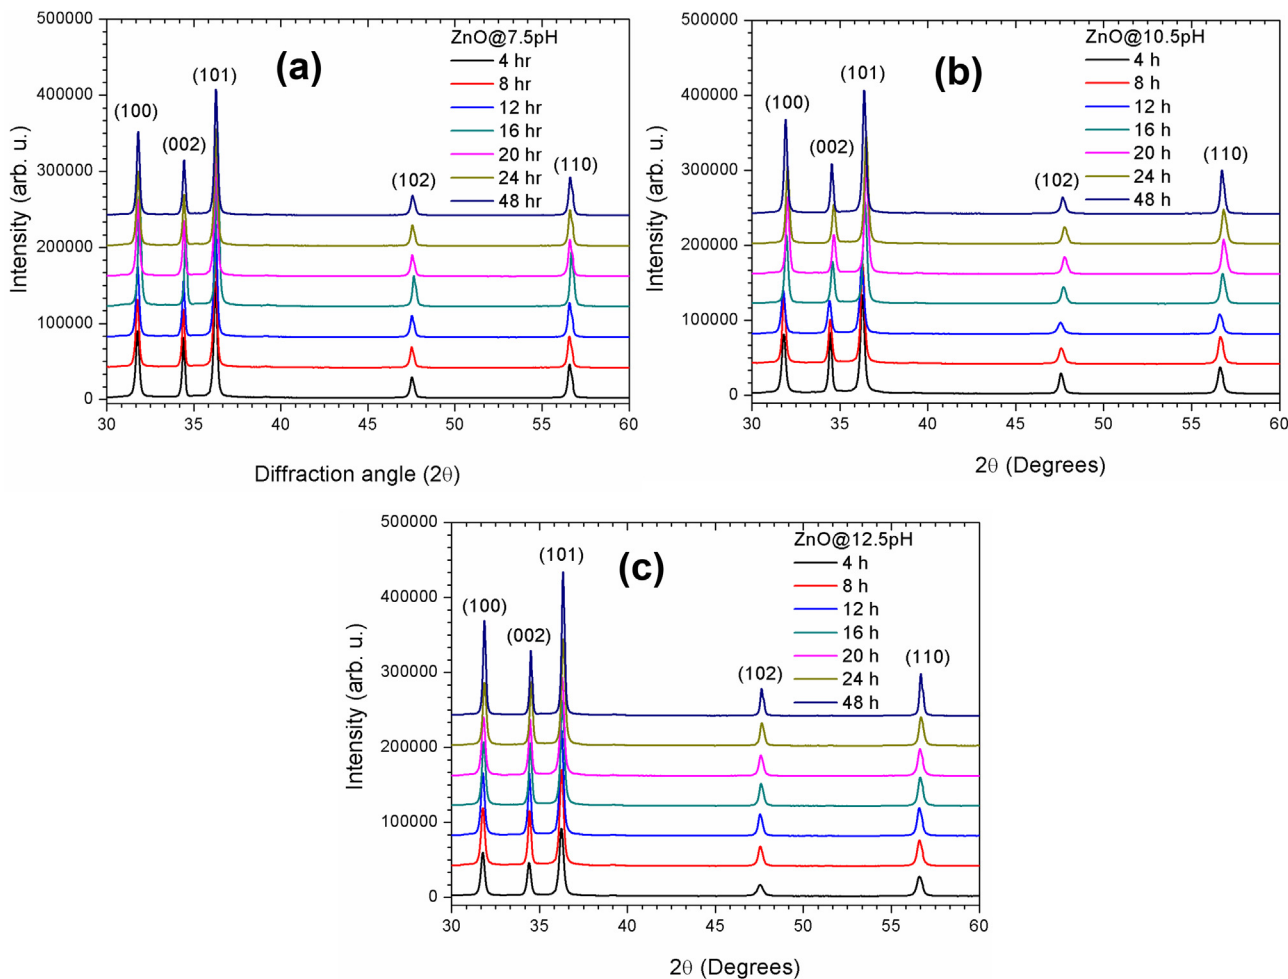 (a)
ZnO@7.5pH
4 hr
8 hr
12 hr
16 hr
20 hr
24 hr
48 hr
(100)
(002)
(101)
(102)
(110)
Intensity (arb. u.)
500000
400000
300000
200000
100000
0
30 35 40 45 50 55 60
Diffraction angle (2θ)
(b)
ZnO@10.5pH
4 h
8 h
12 h
16 h
20 h
24 h
48 h
(100)
(002)
(101)
(102)
(110)
Intensity (arb. u.)
500000
400000
300000
200000
100000
0
30 35 40 45 50 55 60
2θ (Degrees)
(c)
ZnO@12.5pH
4 h
8 h
12 h
16 h
20 h
24 h
48 h
(100)
(002)
(101)
(102)
(110)
Intensity (arb. u.)
500000
400000
300000
200000
100000
0
30 35 40 45 50 55 60
2θ (Degrees)